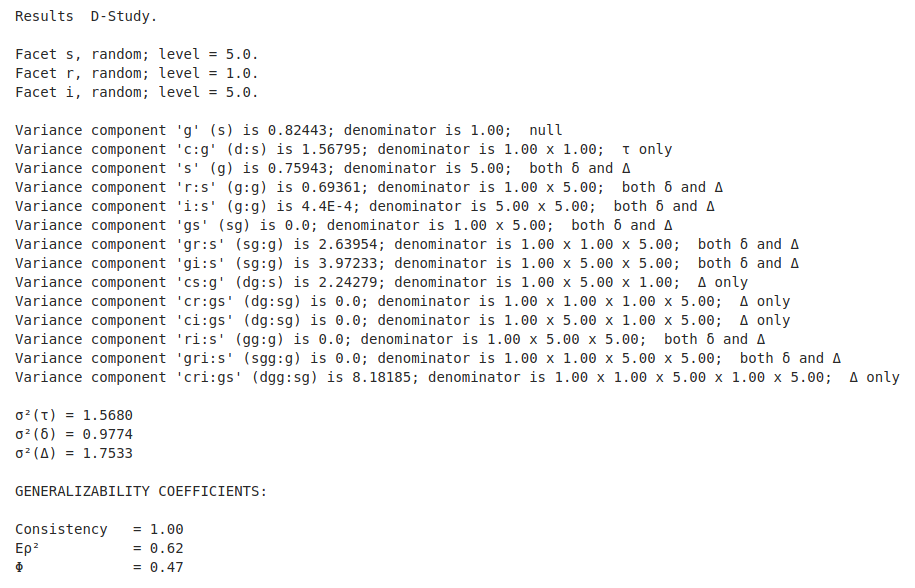 Results  D-Study.
Facet s, random; level = 5.0.
Facet r, random; level = 1.0.
Facet i, random; level = 5.0.
Variance component 'g' (s) is 0.82443; denominator is 1.00;  null
Variance component 'c:g' (d:s) is 1.56795; denominator is 1.00 x 1.00;  τ only
Variance component 's' (g) is 0.75943; denominator is 5.00;  both δ and Δ
Variance component 'r:s' (g:g) is 0.69361; denominator is 1.00 x 5.00;  both δ and Δ
Variance component 'i:s' (g:g) is 4.4E-4; denominator is 5.00 x 5.00;  both δ and Δ
Variance component 'gs' (sg) is 0.0; denominator is 1.00 x 5.00;  both δ and Δ
Variance component 'gr:s' (sg:g) is 2.63954; denominator is 1.00 x 1.00 x 5.00;  both δ and Δ
Variance component 'gi:s' (sg:g) is 3.97233; denominator is 1.00 x 5.00 x 5.00;  both δ and Δ
Variance component 'cs:g' (dg:s) is 2.24279; denominator is 1.00 x 5.00 x 1.00;  Δ only
Variance component 'cr:gs' (dg:sg) is 0.0; denominator is 1.00 x 1.00 x 1.00 x 5.00;  Δ only
Variance component 'ci:gs' (dg:sg) is 0.0; denominator is 1.00 x 5.00 x 1.00 x 5.00;  Δ only
Variance component 'ri:s' (gg:g) is 0.0; denominator is 1.00 x 5.00 x 5.00;  both δ and Δ
Variance component 'gri:s' (sgg:g) is 0.0; denominator is 1.00 x 1.00 x 5.00 x 5.00;  both δ and Δ
Variance component 'cri:gs' (dgg:sg) is 8.18185; denominator is 1.00 x 1.00 x 5.00 x 1.00 x 5.00;  Δ only
σ²(τ) = 1.5680
σ²(δ) = 0.9774
σ²(Δ) = 1.7533
GENERALIZABILITY COEFFICIENTS:
Consistency   = 1.00
Eρ²           = 0.62
Φ             = 0.47